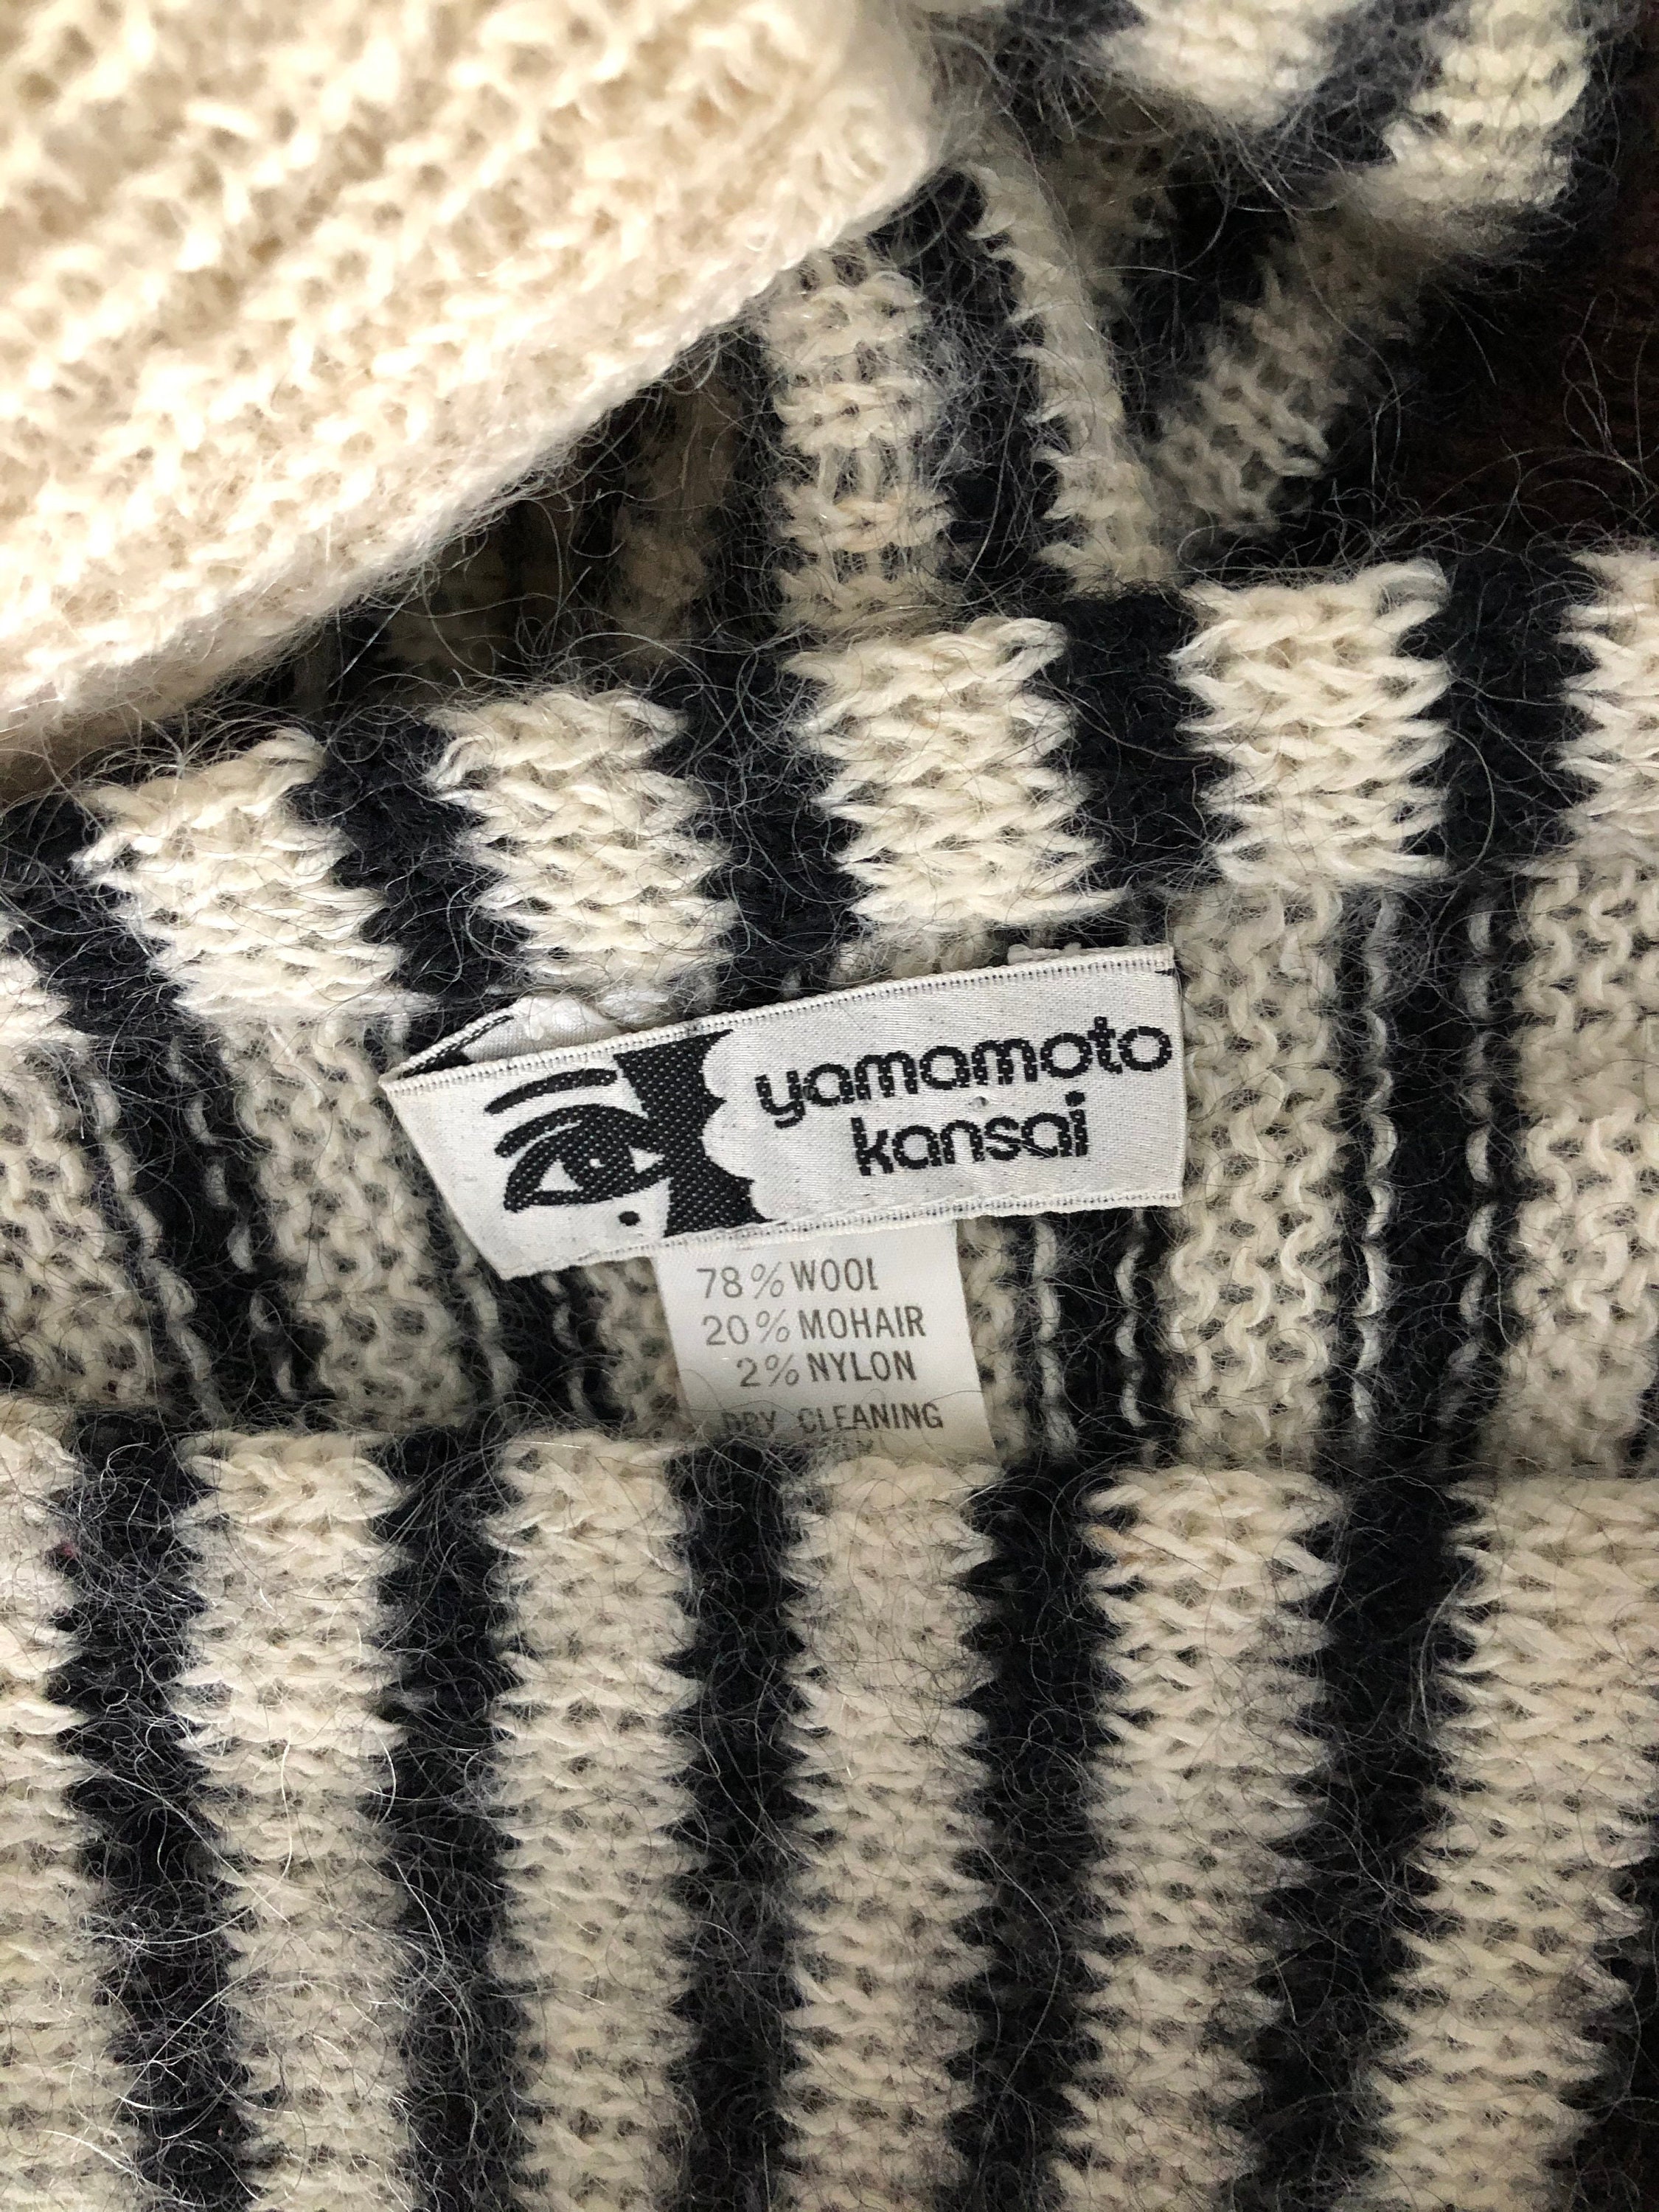 yamamoto
kansai
78% WOOL
20% MOHAIR
2% NYLON
DRY CLEANING